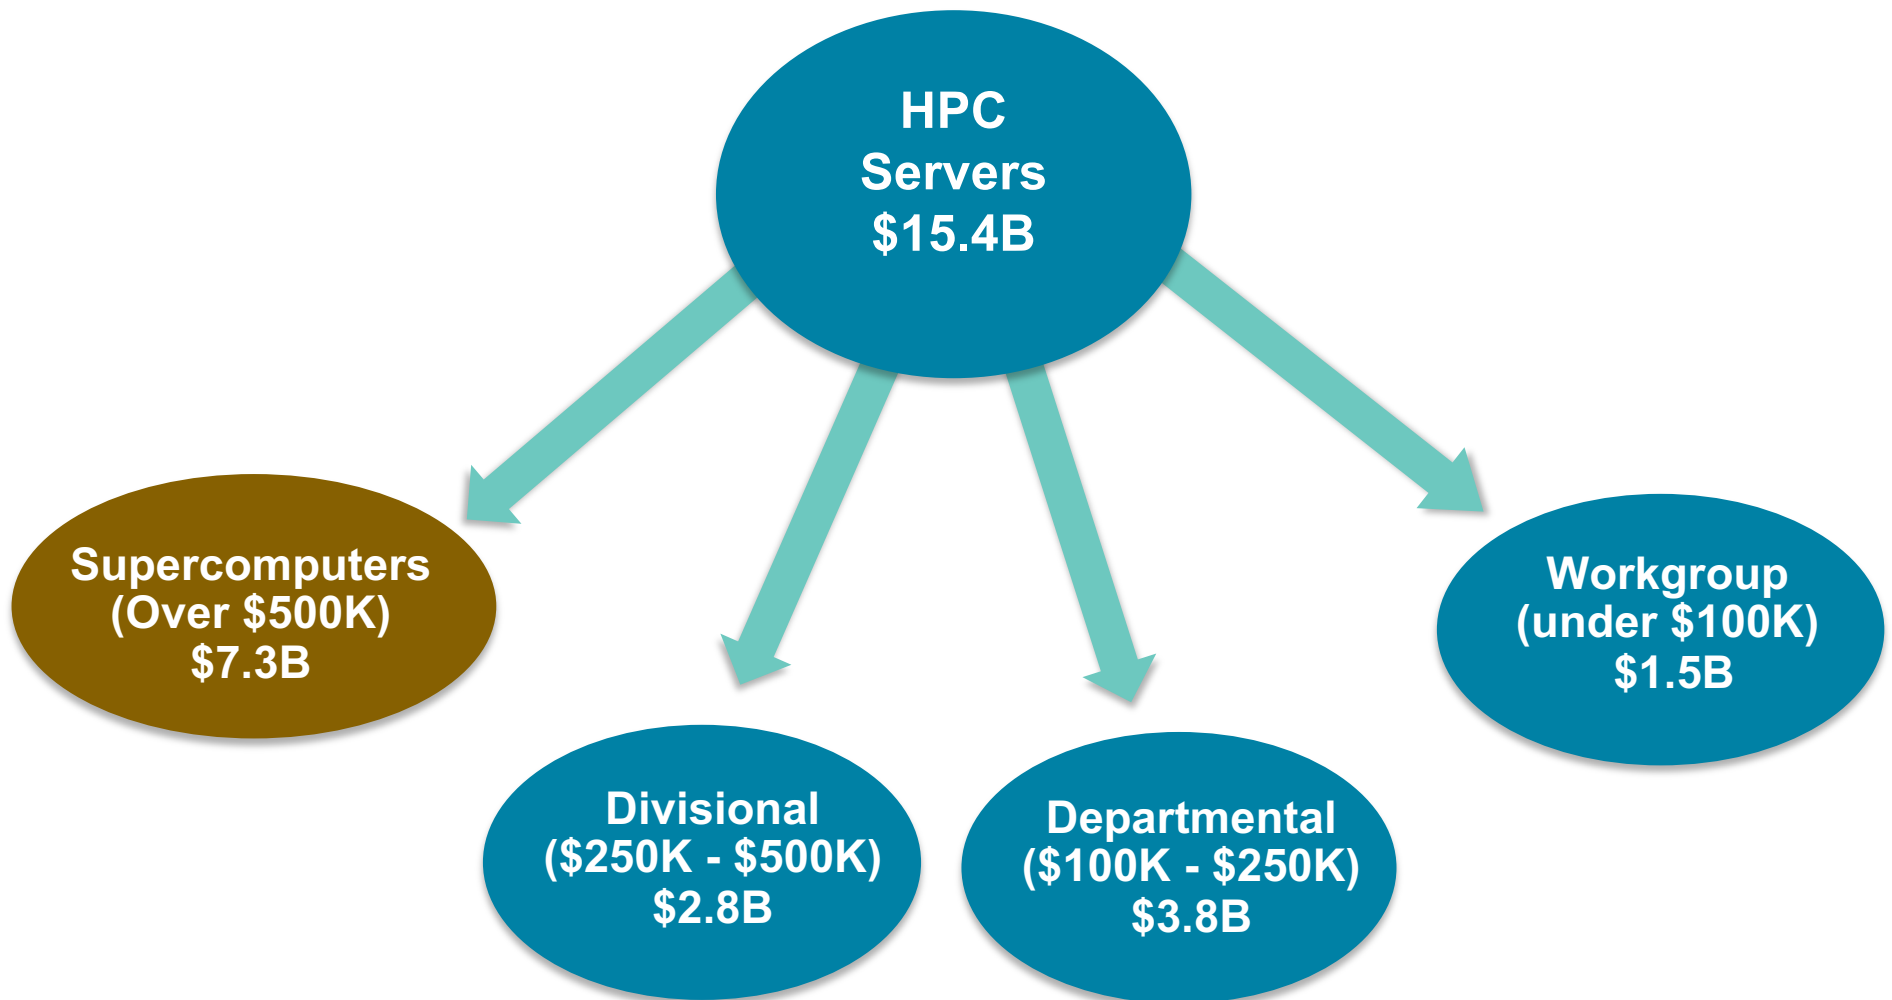 HPC
Servers
$15.4B
Supercomputers
(Over $500K)
$7.3B
Divisional
($250K - $500K)
$2.8B
Departmental
($100K - $250K)
$3.8B
Workgroup
(under $100K)
$1.5B